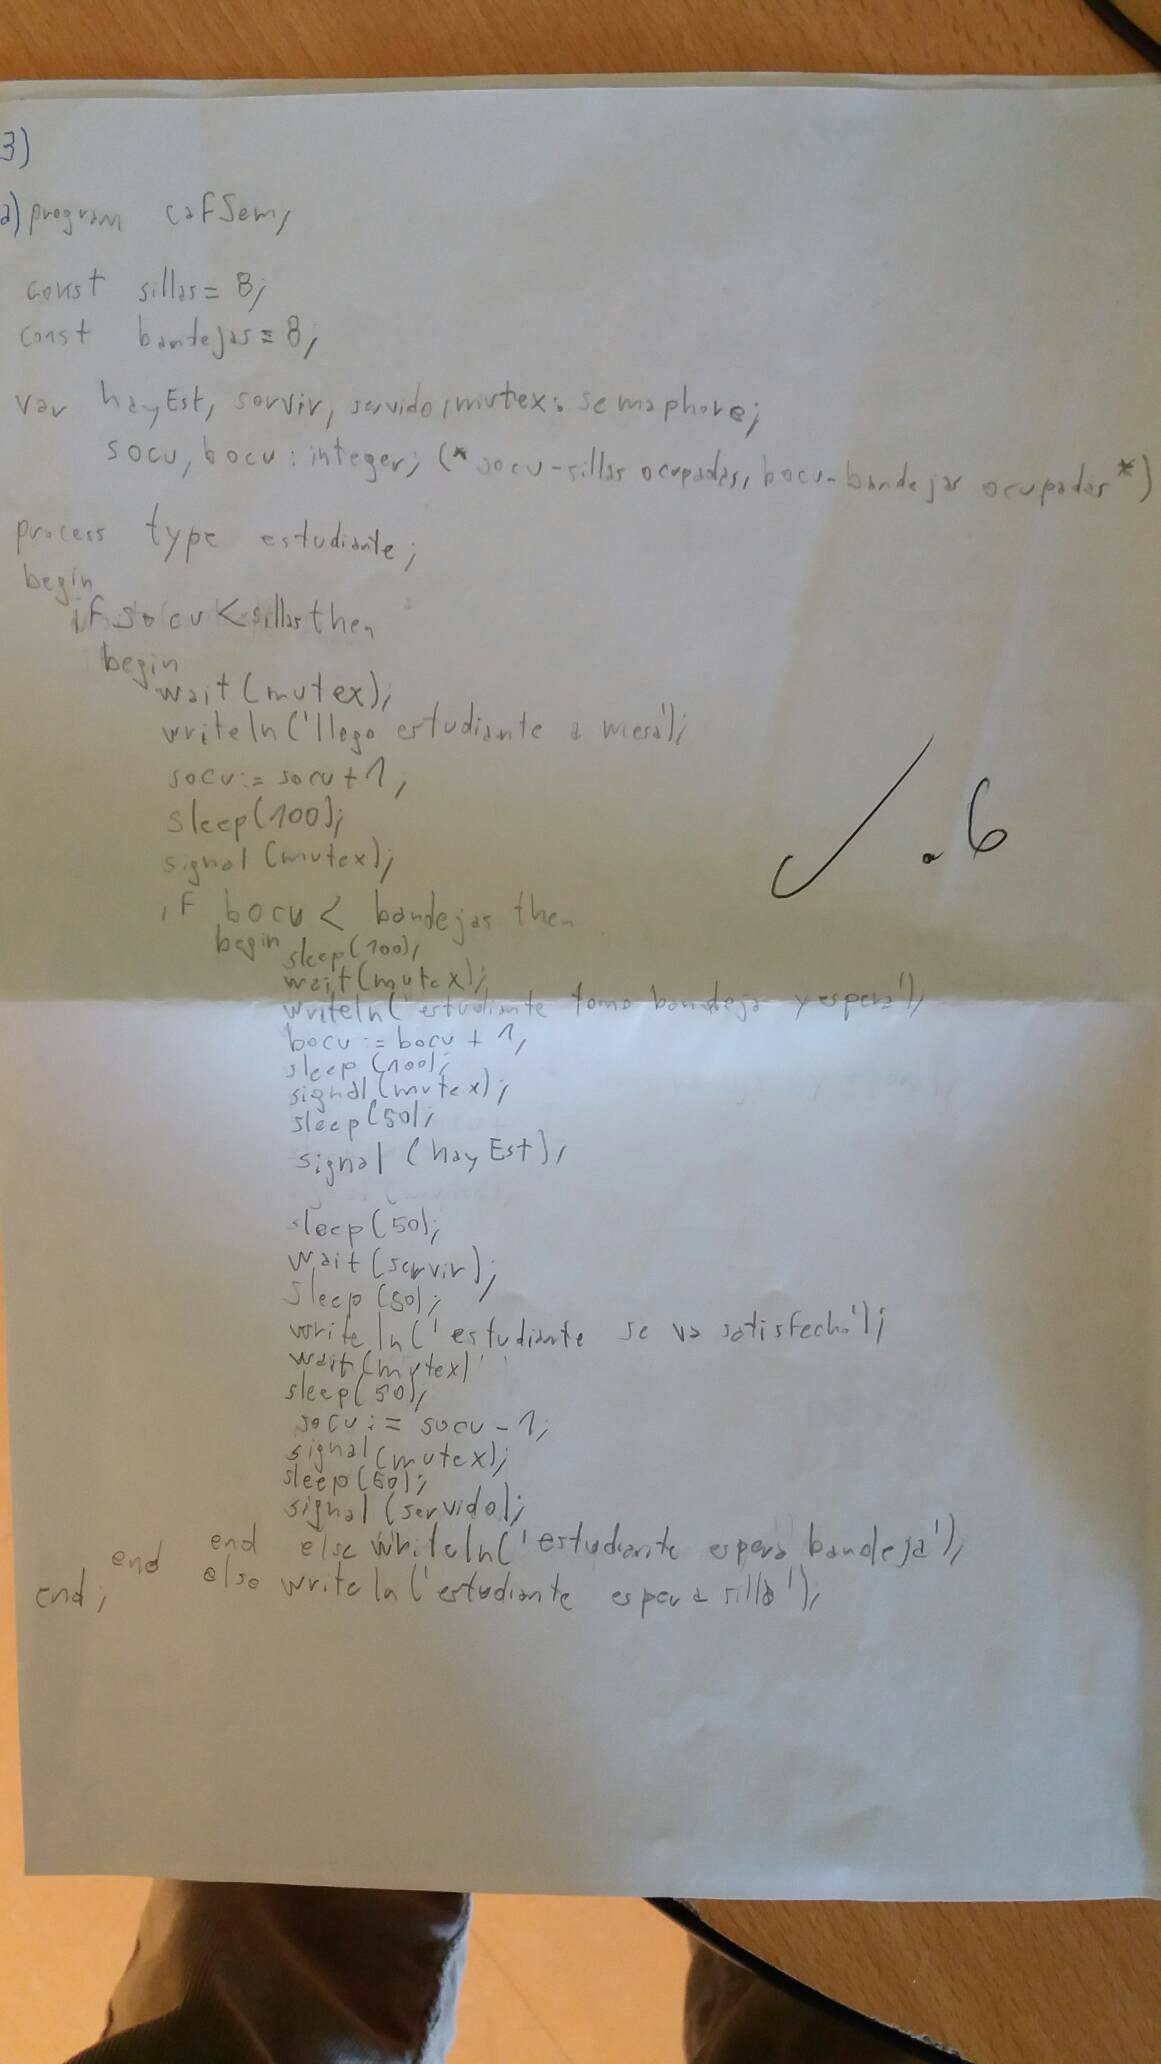 3)
a) program cafSem;
const sillas = 8;
const bandejas = 8;
var hayEst, servir, servido, mutex: semaphore;
socu, bocu : integer; (* socu-sillas ocupadas, bocu-bandejas ocupadas *)
process type estudiante;
begin
if socu < sillas then
begin
wait (mutex);
writeln ('llego estudiante a mesa');
socu := socu + 1;
sleep(100);
signal (mutex);
if bocu < bandejas then
begin sleep(100);
wait(mutex);
writeln('estudiante tomo bandeja y espera');
bocu := bocu + 1;
sleep (100);
signal (mutex);
sleep (50);
signal (hayEst);
sleep (50);
wait (servir);
sleep (50);
writeln (' estudiante se va satisfecho');
wait (mutex)
sleep( 50);
socu := socu - 1;
signal (mutex);
sleep (50);
signal (servido);
end else writeln ('estudiante espera bandeja');
end else writeln ('estudiante espera silla');
end;
.6